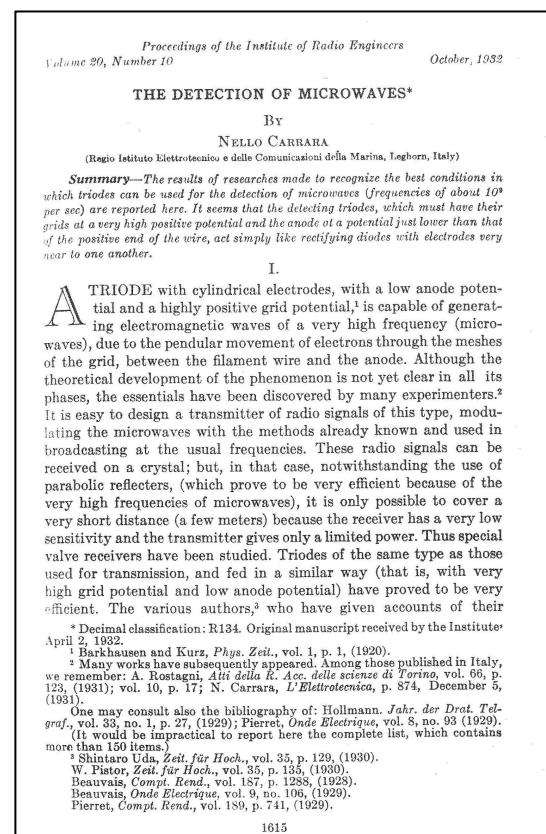 Proceedings of the Institute of Radio Engineers
Volume 20, Number 10 October, 1932
THE DETECTION OF MICROWAVES*
By
Nello Carrara
(Regio Istituto Elettrotecnico e delle Comunicazioni della Marina, Leghorn, Italy)
Summary—The results of researches made to recognize the best conditions in
which triodes can be used for the detection of microwaves (frequencies of about 10⁹
per sec) are reported here. It seems that the detecting triodes, which must have their
grids at a very high positive potential and the anode at a potential just lower than that
of the positive end of the wire, act simply like rectifying diodes with electrodes very
near to one another.
I.
A TRIODE with cylindrical electrodes, with a low anode poten-
tial and a highly positive grid potential,¹ is capable of generat-
ing electromagnetic waves of a very high frequency (micro-
waves), due to the pendular movement of electrons through the meshes
of the grid, between the filament wire and the anode. Although the
theoretical development of the phenomenon is not yet clear in all its
phases, the essentials have been discovered by many experimenters.²
It is easy to design a transmitter of radio signals of this type, modu-
lating the microwaves with the methods already known and used in
broadcasting at the usual frequencies. These radio signals can be
received on a crystal; but, in that case, notwithstanding the use of
parabolic reflecters, (which prove to be very efficient because of the
very high frequencies of microwaves), it is only possible to cover a
very short distance (a few meters) because the receiver has a very low
sensitivity and the transmitter gives only a limited power. Thus special
valve receivers have been studied. Triodes of the same type as those
used for transmission, and fed in a similar way (that is, with very
high grid potential and low anode potential) have proved to be very
efficient. The various authors,³ who have given accounts of their
* Decimal classification: R134. Original manuscript received by the Institute,
April 2, 1932.
¹ Barkhausen and Kurz, Phys. Zeit., vol. 1, p. 1, (1920).
² Many works have subsequently appeared. Among those published in Italy,
we remember: A. Rostagni, Atti della R. Acc. delle scienze di Torino, vol. 66, p.
123, (1931); vol. 10, p. 17; N. Carrara, L'Elettrotecnica, p. 874, December 5,
(1931).
One may consult also the bibliography of: Hollmann. Jahr. der Drat. Tel-
graf., vol. 33, no. 1, p. 27, (1929); Pierret, Onde Electrique, vol. 8, no. 93 (1929).
(It would be impractical to report here the complete list, which contains
more than 150 items.)
³ Shintaro Uda, Zeit. für Hoch., vol. 35, p. 129, (1930).
W. Pistor, Zeit. für Hoch., vol. 35, p. 135, (1930).
Beauvais, Compt. Rend., vol. 187, p. 1288, (1928).
Beauvais, Onde Electrique, vol. 9, no. 106, (1929).
Pierret, Compt. Rend., vol. 189, p. 741, (1929).
1615